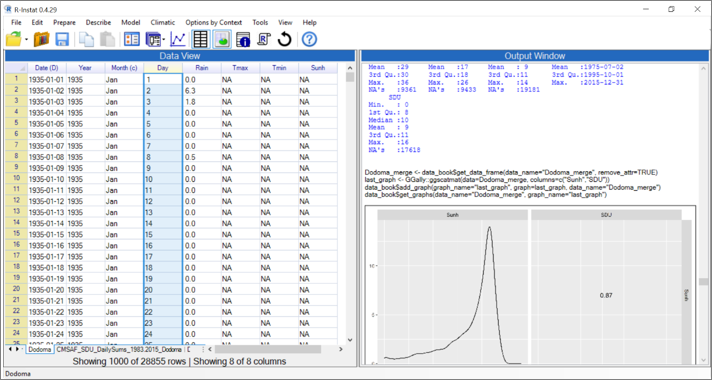 R-Instat 0.4.29
File Prepare Describe Model Climatic Options by Context Tools View Help
Data View
Date (D) Year Month (c) Day Rain Tmax Tmin Sunh
1 1935-01-01 1935 Jan 1 0.0 NA NA NA
2 1935-01-02 1935 Jan 2 6.3 NA NA NA
3 1935-01-03 1935 Jan 3 1.8 NA NA NA
4 1935-01-04 1935 Jan 4 0.0 NA NA NA
5 1935-01-05 1935 Jan 5 0.0 NA NA NA
6 1935-01-06 1935 Jan 6 0.0 NA NA NA
7 1935-01-07 1935 Jan 7 0.0 NA NA NA
8 1935-01-08 1935 Jan 8 0.5 NA NA NA
9 1935-01-09 1935 Jan 9 0.0 NA NA NA
10 1935-01-10 1935 Jan 10 0.0 NA NA NA
11 1935-01-11 1935 Jan 11 0.0 NA NA NA
12 1935-01-12 1935 Jan 12 0.0 NA NA NA
13 1935-01-13 1935 Jan 13 0.0 NA NA NA
14 1935-01-14 1935 Jan 14 0.0 NA NA NA
15 1935-01-15 1935 Jan 15 0.0 NA NA NA
16 1935-01-16 1935 Jan 16 0.0 NA NA NA
17 1935-01-17 1935 Jan 17 0.0 NA NA NA
18 1935-01-18 1935 Jan 18 0.0 NA NA NA
19 1935-01-19 1935 Jan 19 0.0 NA NA NA
20 1935-01-20 1935 Jan 20 0.0 NA NA NA
21 1935-01-21 1935 Jan 21 0.0 NA NA NA
22 1935-01-22 1935 Jan 22 0.0 NA NA NA
23 1935-01-23 1935 Jan 23 0.0 NA NA NA
24 1935-01-24 1935 Jan 24 0.0 NA NA NA
Dodoma CMSAF_SDU_DailySums_1983.2015_Dodoma
Showing 1000 of 28855 rows | Showing 8 of 8 columns
Dodoma
Output Window
Mean :29 Mean :17 Mean : 9 Mean :1975-07-02
3rd Qu.:30 3rd Qu.:18 3rd Qu.:11 3rd Qu.:1995-10-01
Max. :36 Max. :26 Max. :14 Max. :2015-12-31
NA's :9361 NA's :9433 NA's :19181
SDU
Min. : 0
1st Qu.: 8
Median :10
Mean : 9
3rd Qu.:11
Max. :16
NA's :17618
Dodoma_merge <- data_book$get_data_frame(data_name="Dodoma_merge", remove_attr=TRUE)
last_graph <- GGally::ggscatmat(data=Dodoma_merge, columns=c("Sunh","SDU"))
data_book$add_graph(graph_name="last_graph", graph=last_graph, data_name="Dodoma_merge")
data_book$get_graphs(data_name="Dodoma_merge", graph_name="last_graph")
Sunh SDU
10
5
0
0.87
Sunh